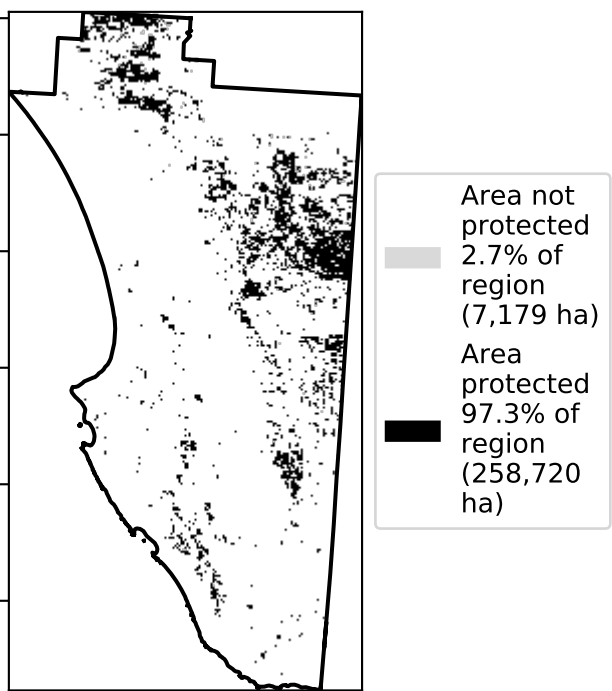 Area not
protected
2.7% of
region
(7,179 ha)
Area
protected
97.3% of
region
(258,720
ha)